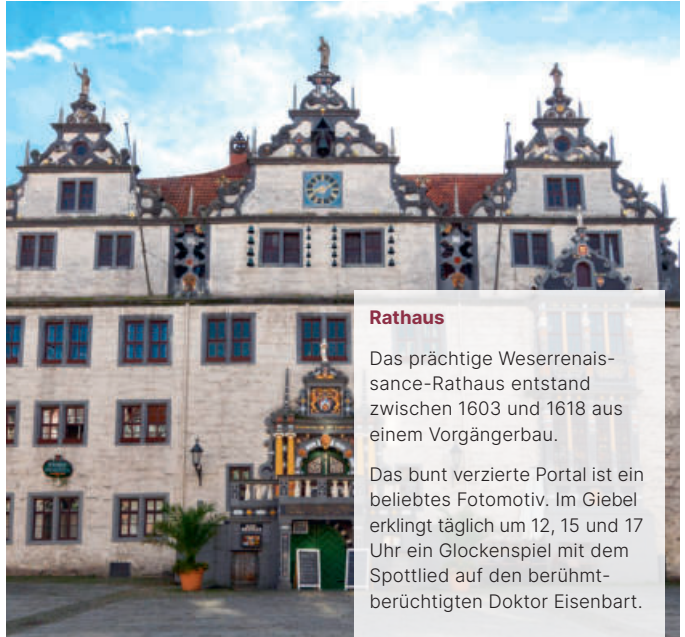 Rathaus
Das prächtige Weserrenais-
sance-Rathaus entstand
zwischen 1603 und 1618 aus
einem Vorgängerbau.
Das bunt verzierte Portal ist ein
beliebtes Fotomotiv. Im Giebel
erklingt täglich um 12, 15 und 17
Uhr ein Glockenspiel mit dem
Spottlied auf den berühmt-
berüchtigten Doktor Eisenbart.